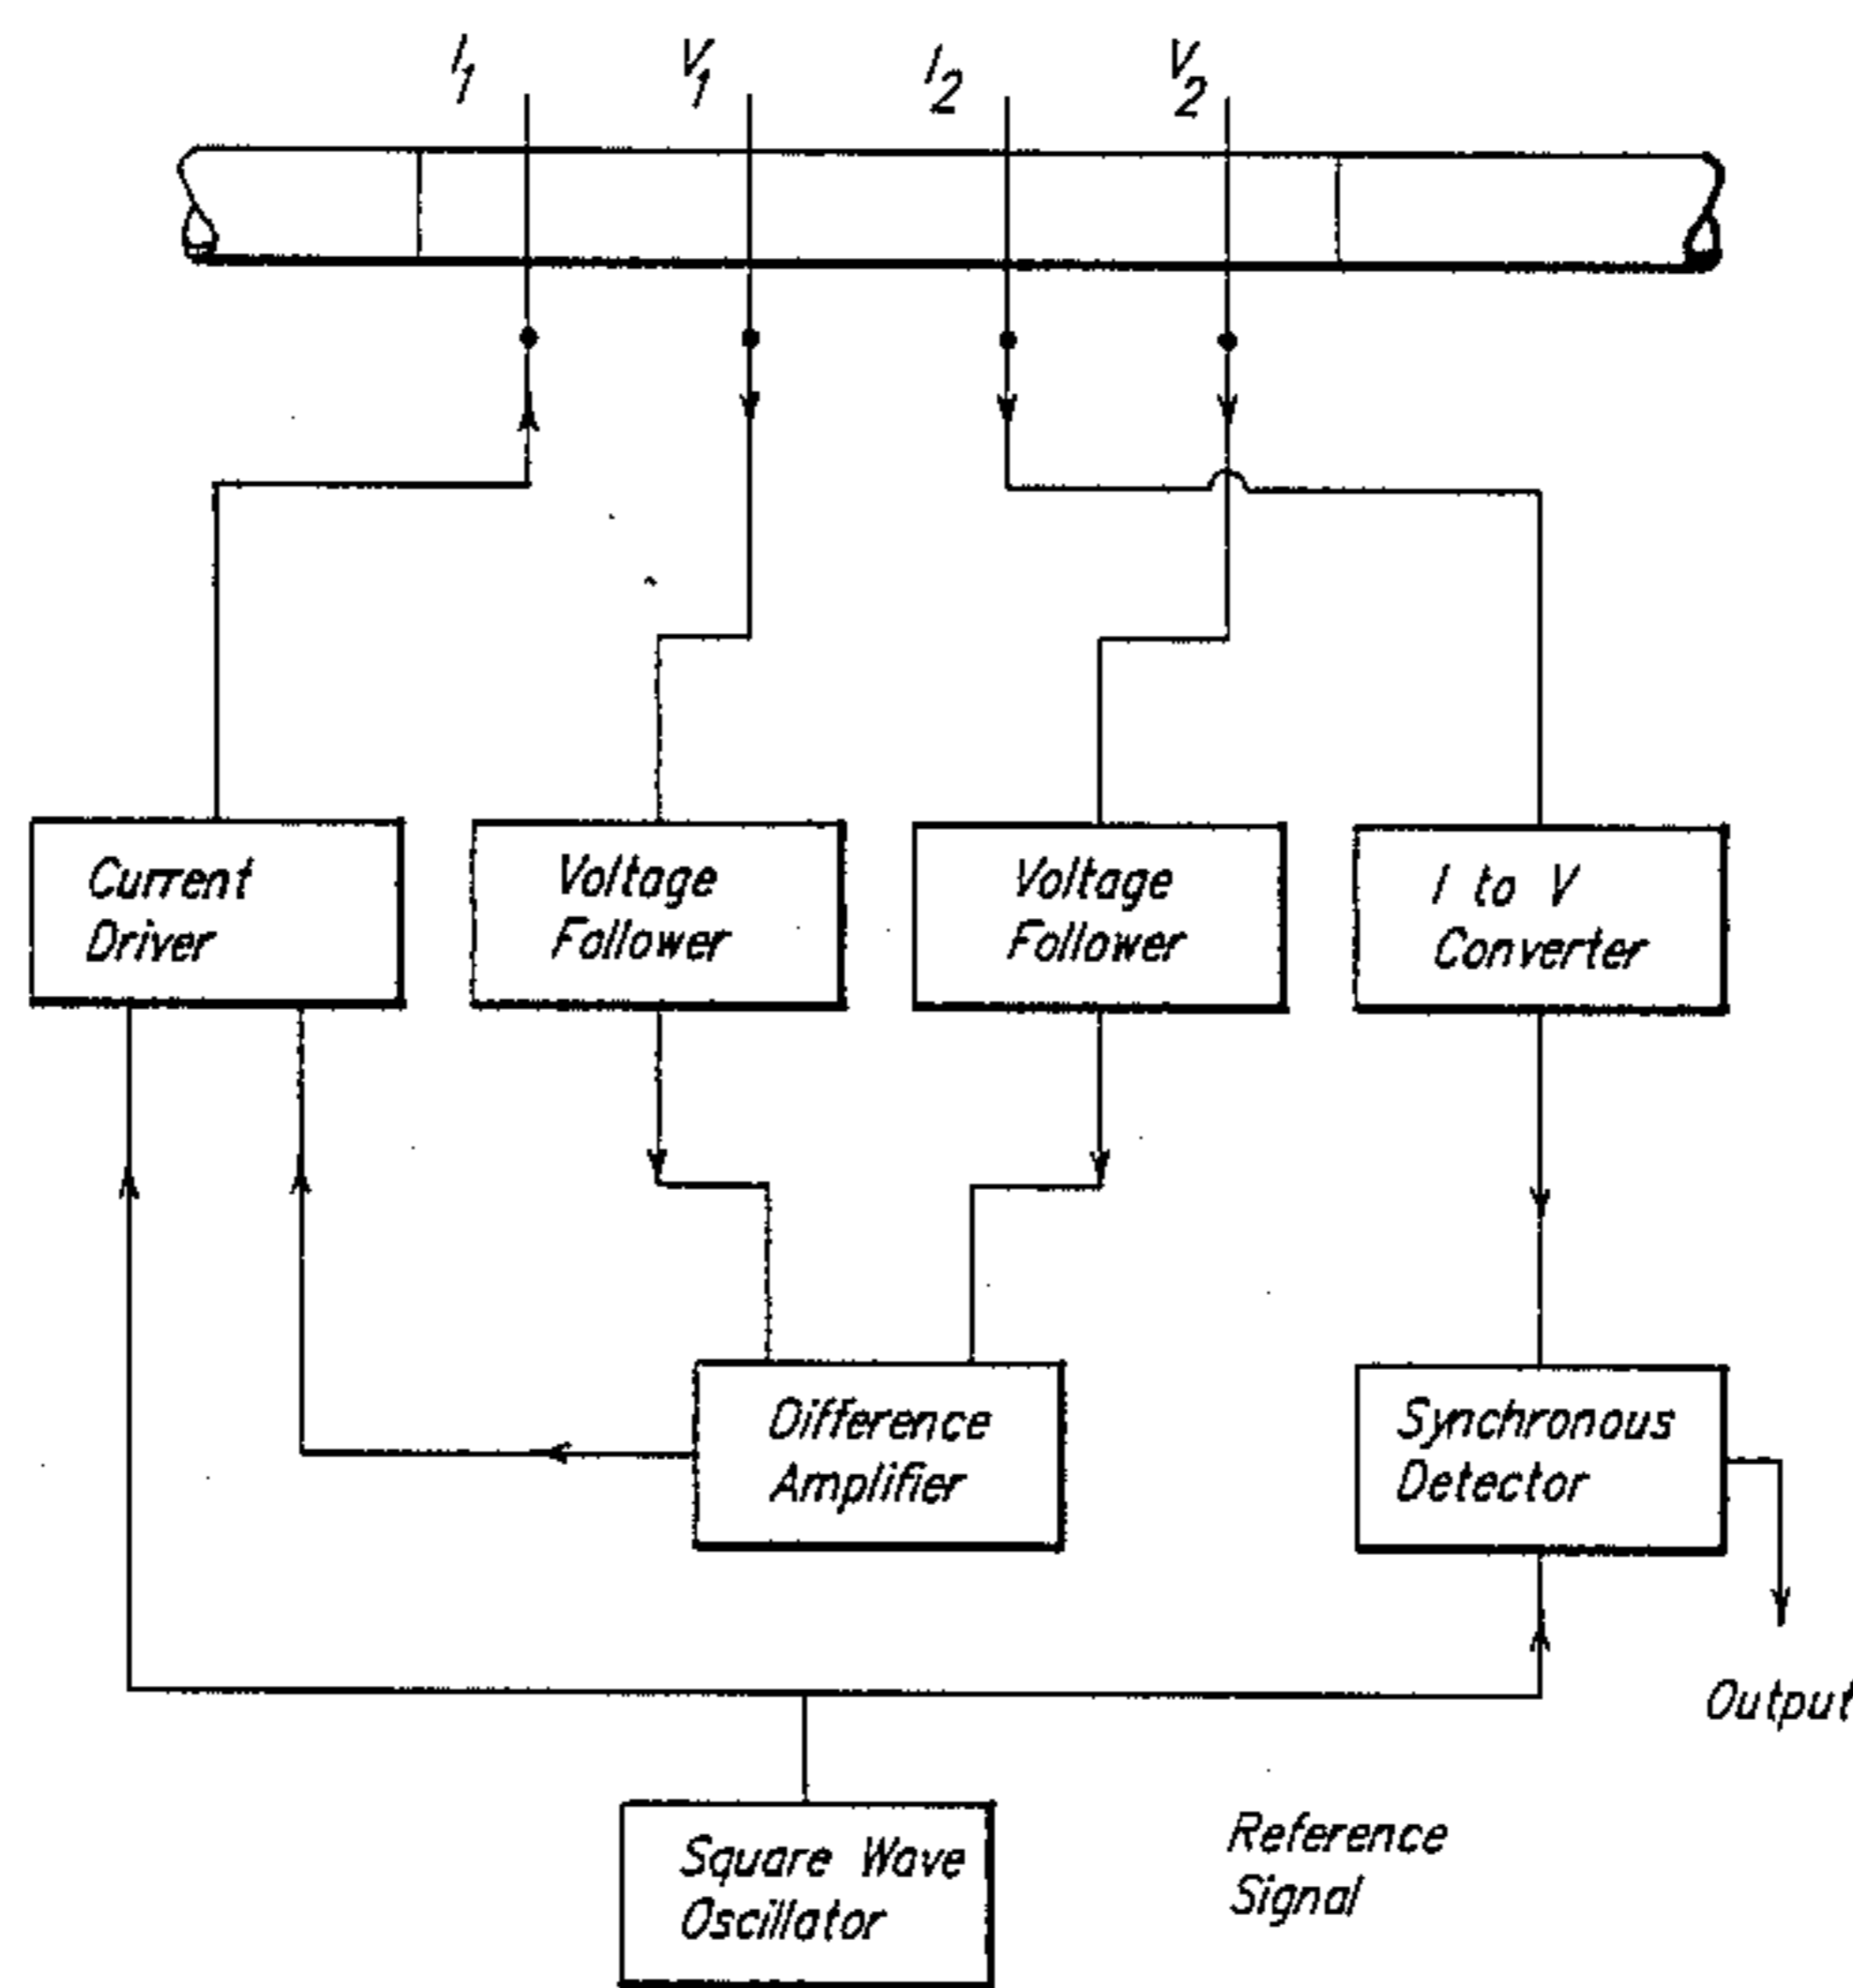 I1 V1 I2 V2
Current
Driver
Voltage
Follower
Voltage
Follower
I to V
Converter
Difference
Amplifier
Synchronous
Detector
Output
Square Wave
Oscillator
Reference
Signal